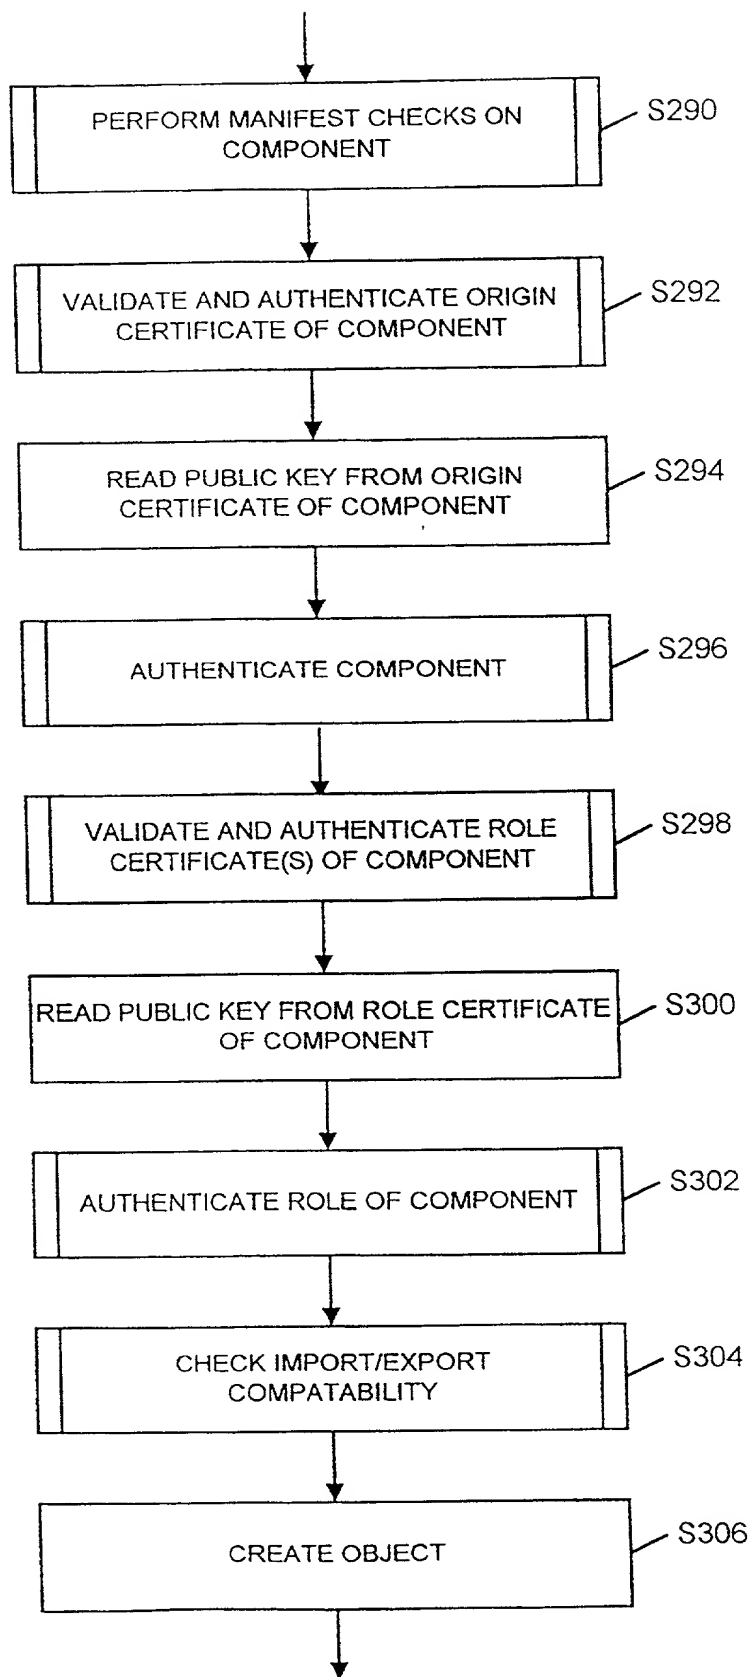 PERFORM MANIFEST CHECKS ON
COMPONENT
S290
VALIDATE AND AUTHENTICATE ORIGIN
CERTIFICATE OF COMPONENT
S292
READ PUBLIC KEY FROM ORIGIN
CERTIFICATE OF COMPONENT
S294
AUTHENTICATE COMPONENT
S296
VALIDATE AND AUTHENTICATE ROLE
CERTIFICATE(S) OF COMPONENT
S298
READ PUBLIC KEY FROM ROLE CERTIFICATE
OF COMPONENT
S300
AUTHENTICATE ROLE OF COMPONENT
S302
CHECK IMPORT/EXPORT
COMPATABILITY
S304
CREATE OBJECT
S306